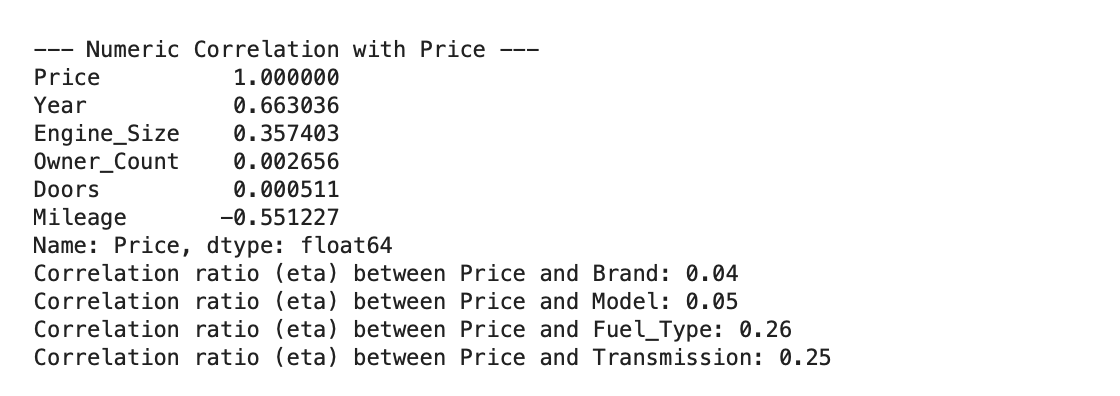 --- Numeric Correlation with Price ---
Price          1.000000
Year           0.663036
Engine_Size    0.357403
Owner_Count    0.002656
Doors          0.000511
Mileage       -0.551227
Name: Price, dtype: float64
Correlation ratio (eta) between Price and Brand: 0.04
Correlation ratio (eta) between Price and Model: 0.05
Correlation ratio (eta) between Price and Fuel_Type: 0.26
Correlation ratio (eta) between Price and Transmission: 0.25